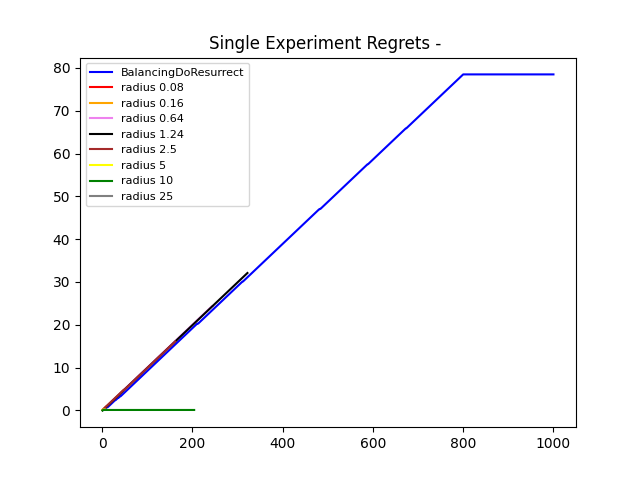 Single Experiment Regrets -
80
70
60
50
40
30
20
10
0
BalancingDoResurrect
radius 0.08
radius 0.16
radius 0.64
radius 1.24
radius 2.5
radius 5
radius 10
radius 25
0 200 400 600 800 1000